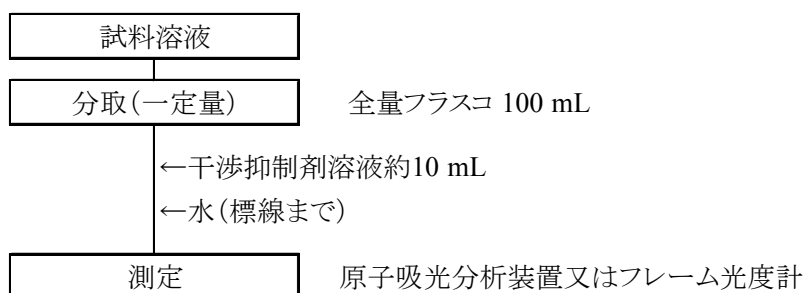 試料溶液
分取(一定量) 全量フラスコ 100 mL
←干渉抑制剤溶液約10 mL
←水(標線まで)
測定 原子吸光分析装置又はフレーム光度計